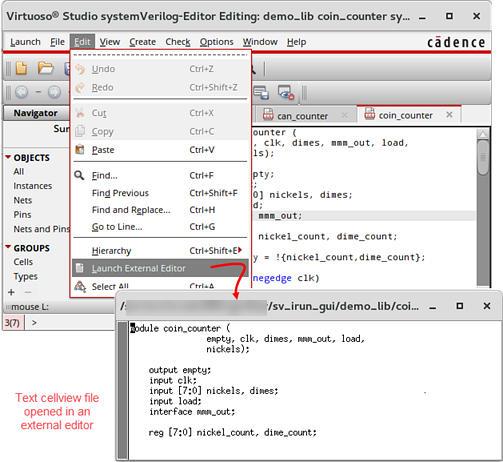 Virtuoso® Studio systemVerilog-Editor Editing: demo_lib coin_counter sy
Launch File Edit View Create Check Options Window
cādence
Undo Ctrl+Z
Redo Ctrl+Shift+Z
Cut Ctrl+X
Copy Ctrl+C
Paste Ctrl+V
Find... Ctrl+F
Find Previous Ctrl+Shift+F
Find and Replace... Ctrl+H
Go to Line... Ctrl+G
Hierarchy Ctrl+Shift+E
Launch External Editor
Select All Ctrl+A
Navigator
Sur
OBJECTS
All
Instances
Nets
Pins
Nets and Pins
GROUPS
Cells
Types
mouse L:
3(7) >
can_counter
coin_counter
ounter (
, clk, dimes, mmm_out, load,
ls);
pty;
0] nickels, dimes;
d;
mmm_out;
nickel_count, dime_count;
y = !{nickel_count,dime_count};
negedge clk)
/sv_irun_gui/demo_lib/coi...
module coin_counter (
empty, clk, dimes, mmm_out, load,
nickels);
output empty;
input clk;
input [7:0] nickels, dimes;
input load;
interface mmm_out;
reg [7:0] nickel_count, dime_count;
Text cellview file
opened in an
external editor